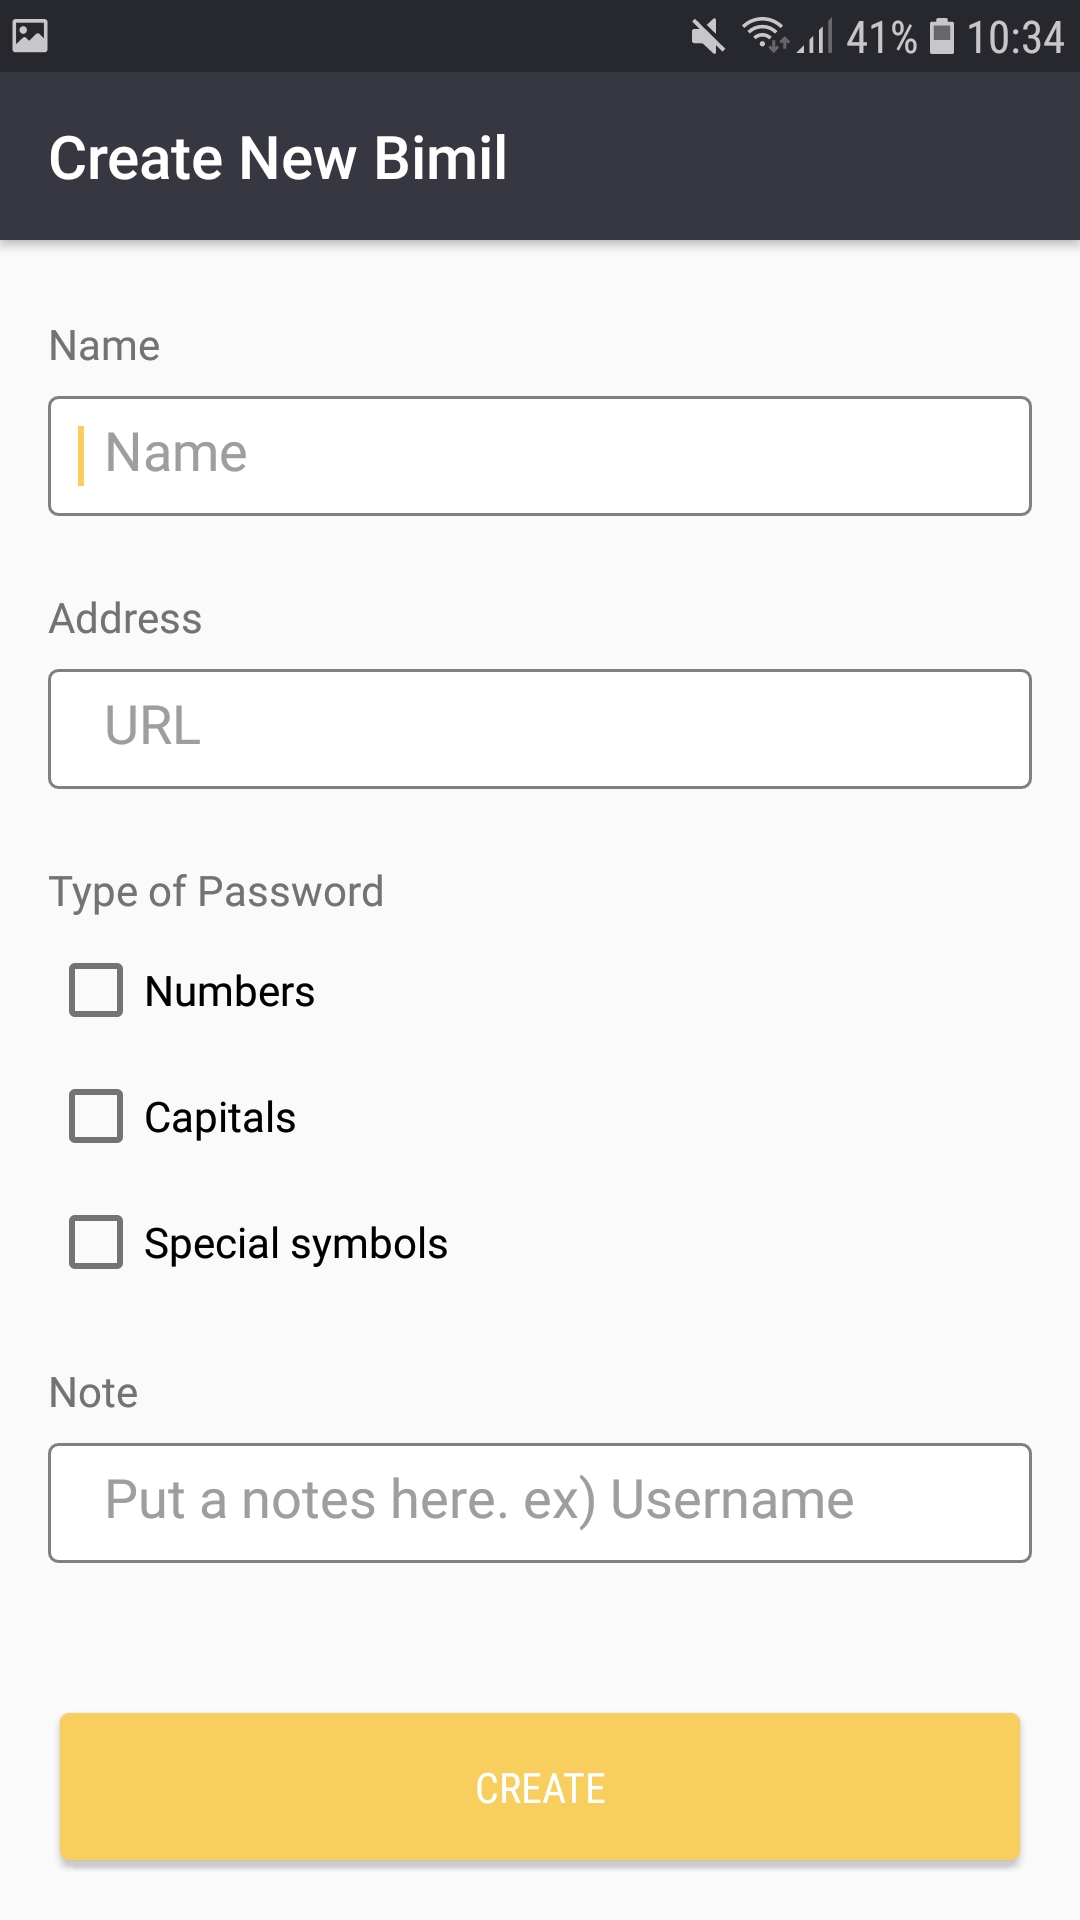 41% 10:34
Create New Bimil
Name
Name
Address
URL
Type of Password
Numbers
Capitals
Special symbols
Note
Put a notes here. ex) Username
CREATE